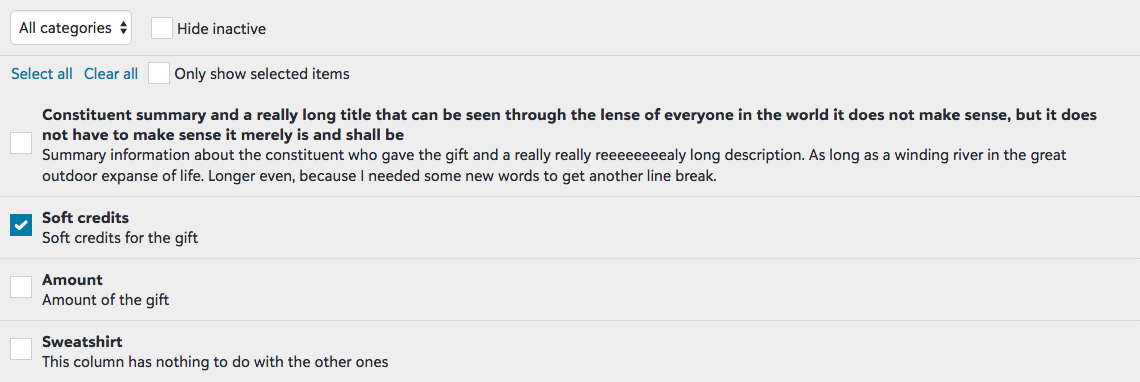 All categories
Hide inactive
Select all Clear all Only show selected items
Constituent summary and a really long title that can be seen through the lense of everyone in the world it does not make sense, but it does
not have to make sense it merely is and shall be
Summary information about the constituent who gave the gift and a really really reeeeeeeealy long description. As long as a winding river in the great
outdoor expanse of life. Longer even, because I needed some new words to get another line break.
Soft credits
Soft credits for the gift
Amount
Amount of the gift
Sweatshirt
This column has nothing to do with the other ones